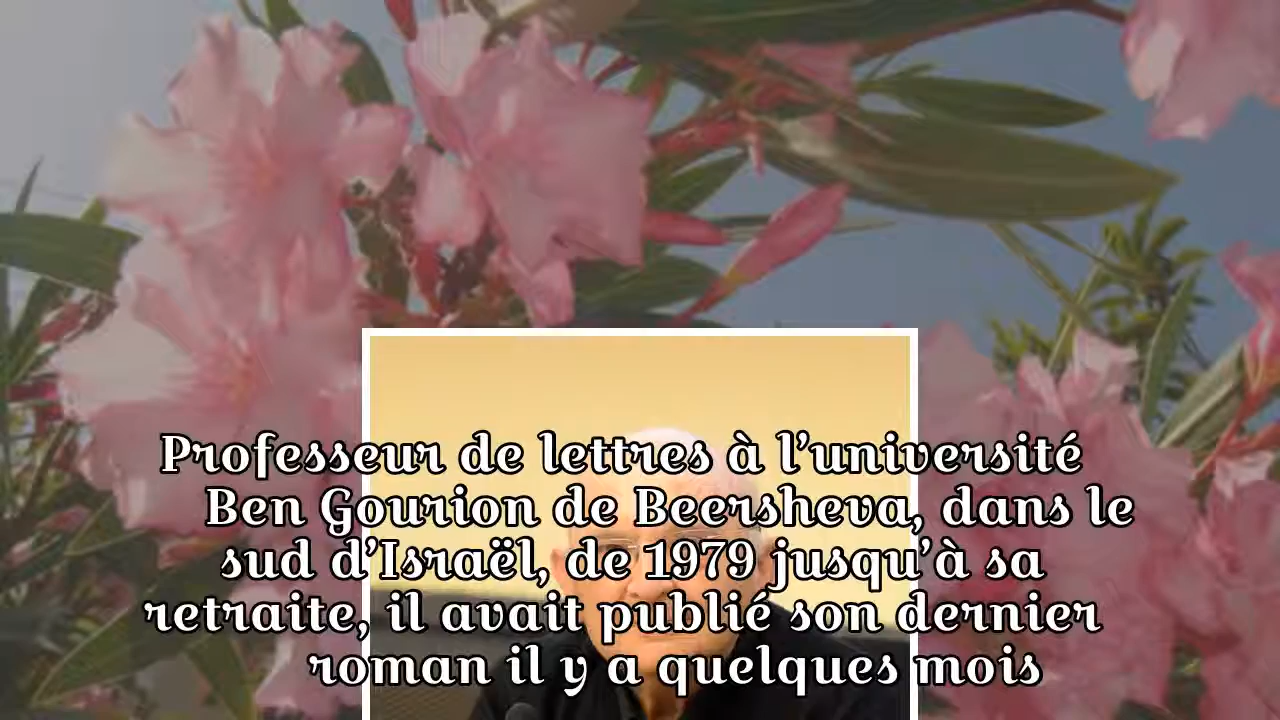 Professeur de lettres à l’université
Ben Gourion de Beersheva, dans le
sud d’Israël, de 1979 jusqu’à sa
retraite, il avait publié son dernier
roman il y a quelques mois